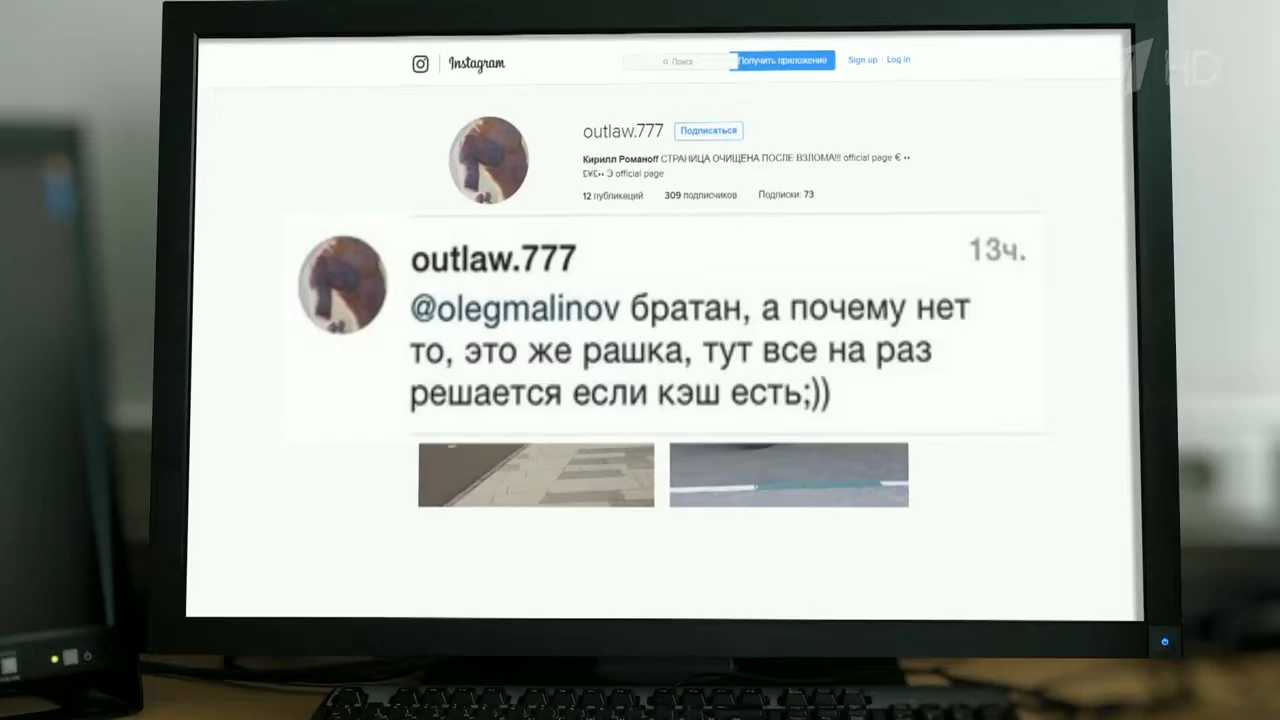 Instagram
Поиск
Получить приложение
Sign up | Log in
1 HD
outlaw.777 Подписаться
Кирилл Романоff СТРАНИЦА ОЧИЩЕНА ПОСЛЕ ВЗЛОМА!!! official page € ••
£¥£•• Э official page
12 публикаций 309 подписчиков Подписки: 73
outlaw.777 13ч.
@olegmalinov братан, а почему нет
то, это же рашка, тут все на раз
решается если кэш есть;))